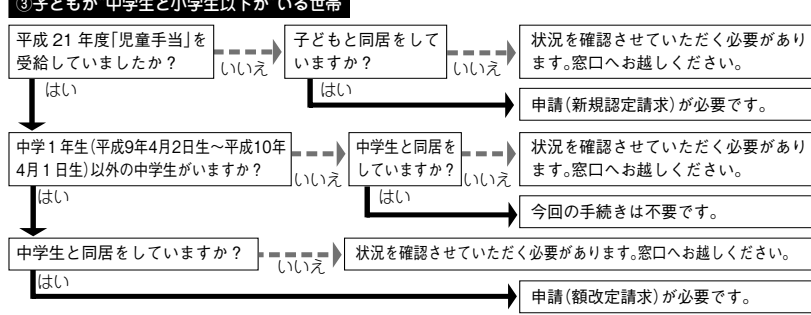 ③子どもが 中学生と小学生以下が いる世帯
平成 21 年度「児童手当」を
受給していましたか？
いいえ
子どもと同居をして
いますか？
いいえ
状況を確認させていただく必要があり
ます。窓口へお越しください。
はい
はい
申請（新規認定請求）が必要です。
中学１年生（平成9年4月2日生～平成10年
4月１日生）以外の中学生がいますか？
いいえ
中学生と同居を
していますか？
いいえ
状況を確認させていただく必要があり
ます。窓口へお越しください。
はい
はい
今回の手続きは不要です。
中学生と同居をしていますか？
いいえ
状況を確認させていただく必要があります。窓口へお越しください。
はい
申請（額改定請求）が必要です。